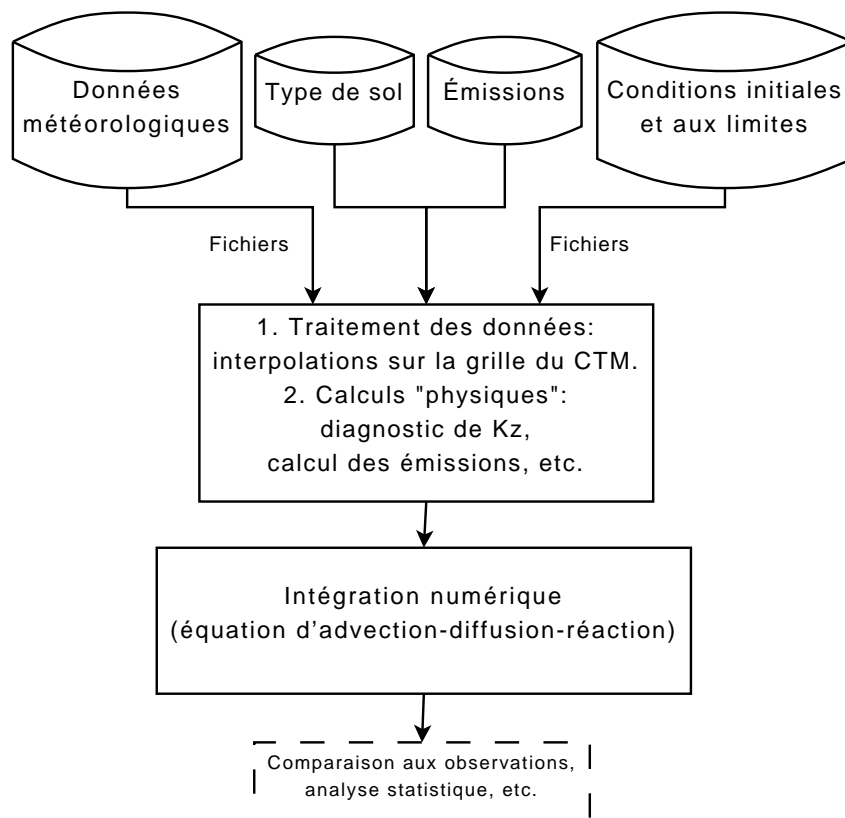 Données
météorologiques
Type de sol
Émissions
Conditions initiales
et aux limites
Fichiers
Fichiers
1. Traitement des données:
interpolations sur la grille du CTM.
2. Calculs "physiques":
diagnostic de Kz,
calcul des émissions, etc.
Intégration numérique
(équation d’advection-diffusion-réaction)
Comparaison aux observations,
analyse statistique, etc.